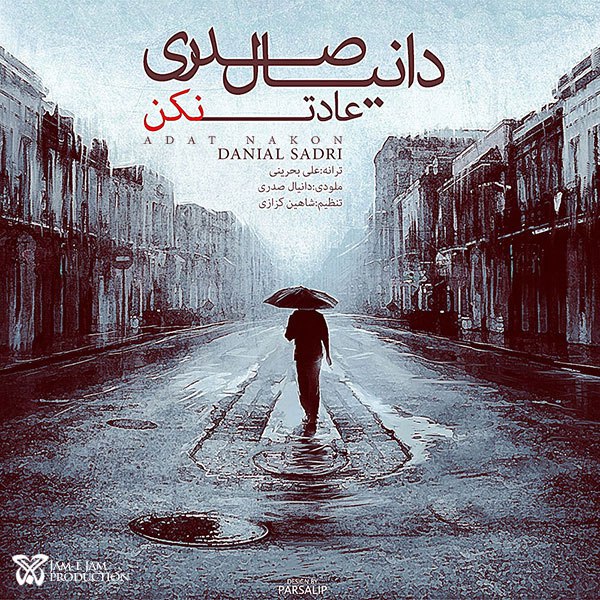 دانیال صدری
عادت نکن
ADAT NAKON
DANIAL SADRI
ترانه:علی بحرینی
ملودی:دانیال صدری
تنظیم:شاهین کزازی
JAM-E JAM
PRODUCTION
DESIGN BY
PARSALIP